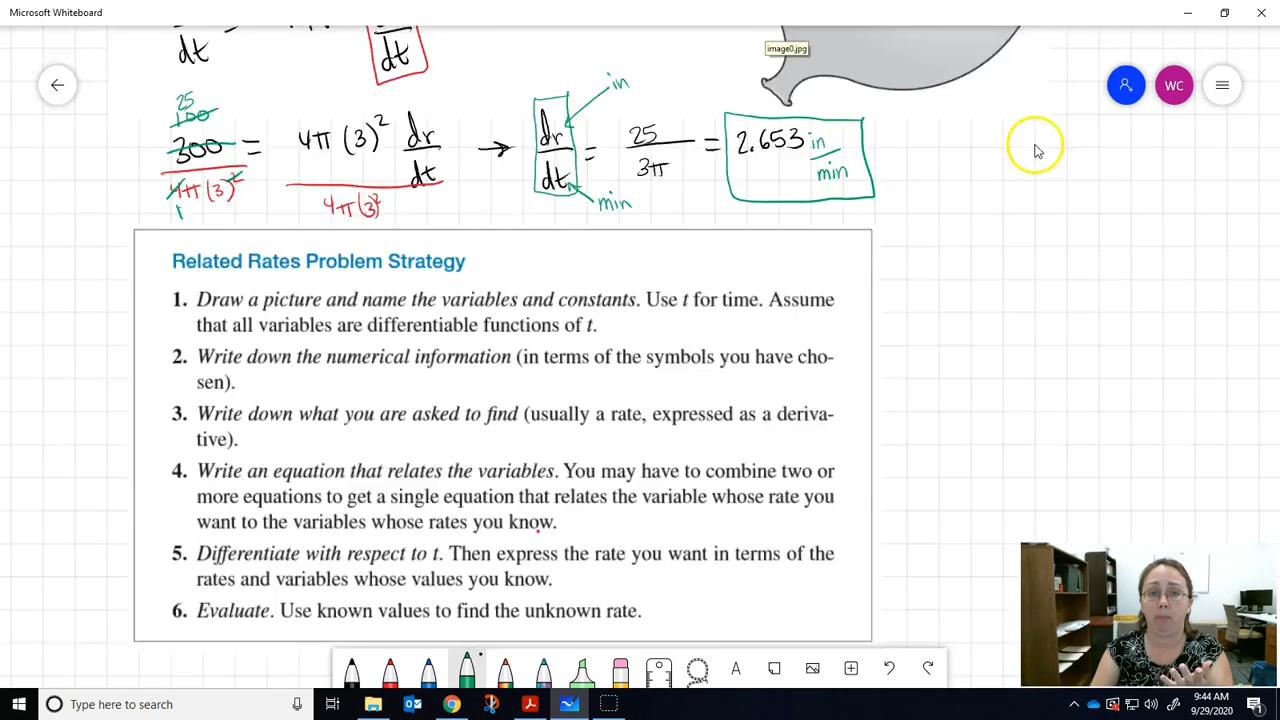 Microsoft Whiteboard
dt
dt
image0.jpg
WC
25
100
300 = 4π(3)² dr/dt → dr/dt = 25/3π = 2.653 in/min
4π(3)²
4π(3)²
1
in
min
Related Rates Problem Strategy
1. Draw a picture and name the variables and constants. Use t for time. Assume
that all variables are differentiable functions of t.
2. Write down the numerical information (in terms of the symbols you have cho-
sen).
3. Write down what you are asked to find (usually a rate, expressed as a deriva-
tive).
4. Write an equation that relates the variables. You may have to combine two or
more equations to get a single equation that relates the variable whose rate you
want to the variables whose rates you know.
5. Differentiate with respect to t. Then express the rate you want in terms of the
rates and variables whose values you know.
6. Evaluate. Use known values to find the unknown rate.
A
Type here to search
9:44 AM
9/29/2020